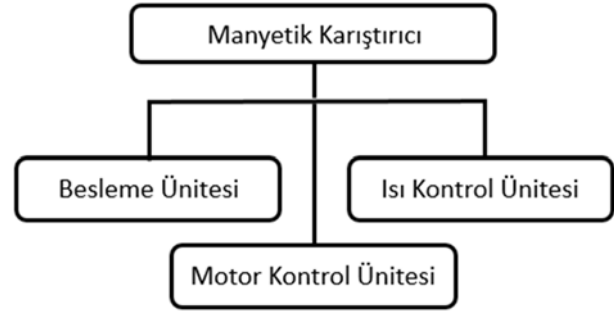 Manyetik Karıştırıcı
Besleme Ünitesi
Isı Kontrol Ünitesi
Motor Kontrol Ünitesi